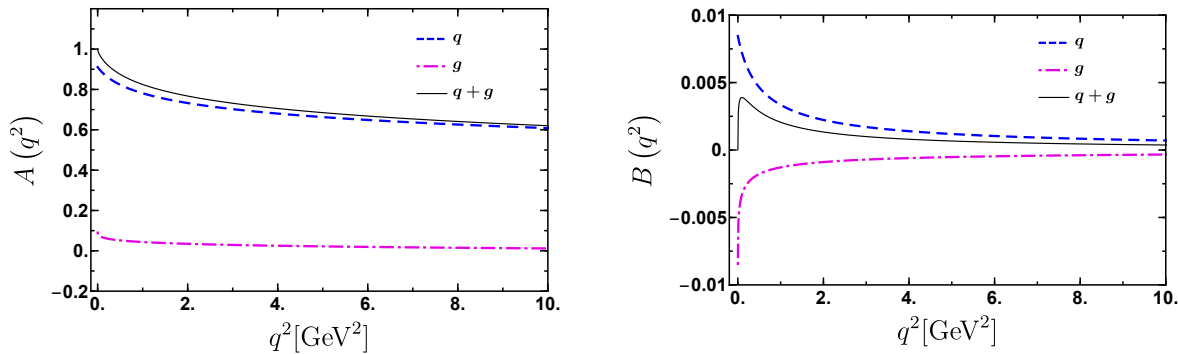 A (q²)
1.
0.8
0.6
0.4
0.2
0.
−0.2
0.
2.
4.
6.
8.
10.
q²[GeV²]
q
g
q + g
B (q²)
0.01
0.005
0.
−0.005
−0.01
0.
2.
4.
6.
8.
10.
q²[GeV²]
q
g
q + g